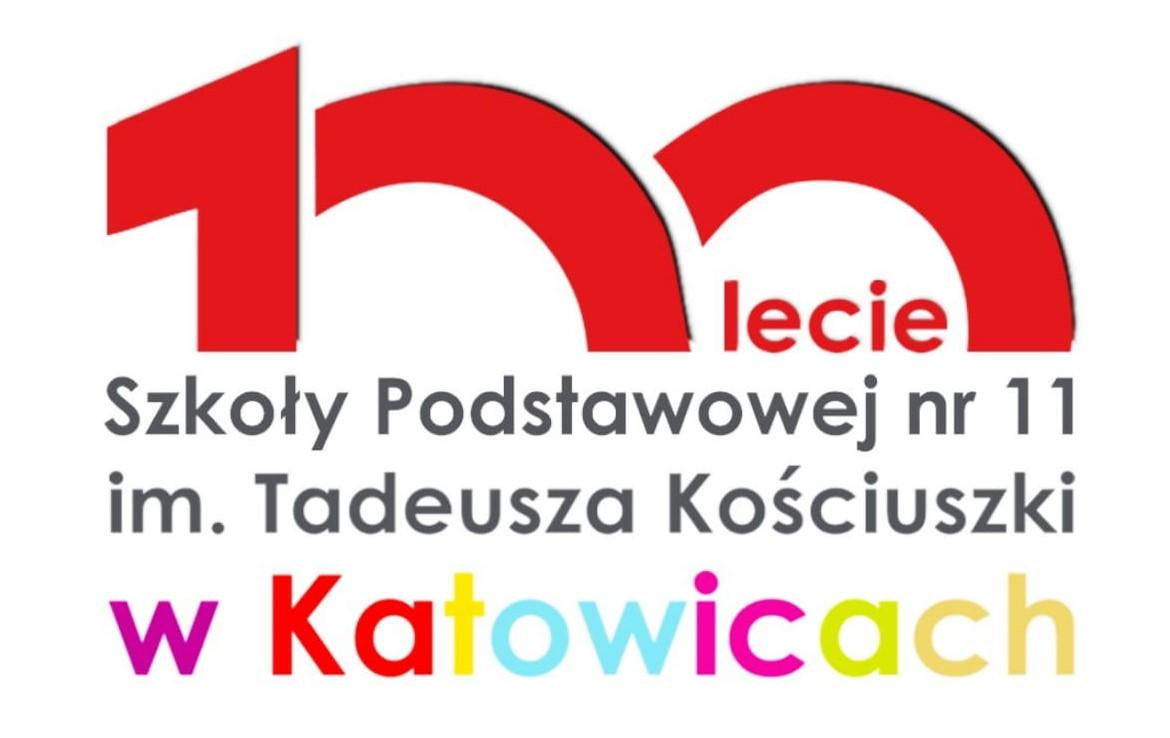 100
lecie
Szkoły Podstawowej nr 11
im. Tadeusza Kościuszki
w Katowicach